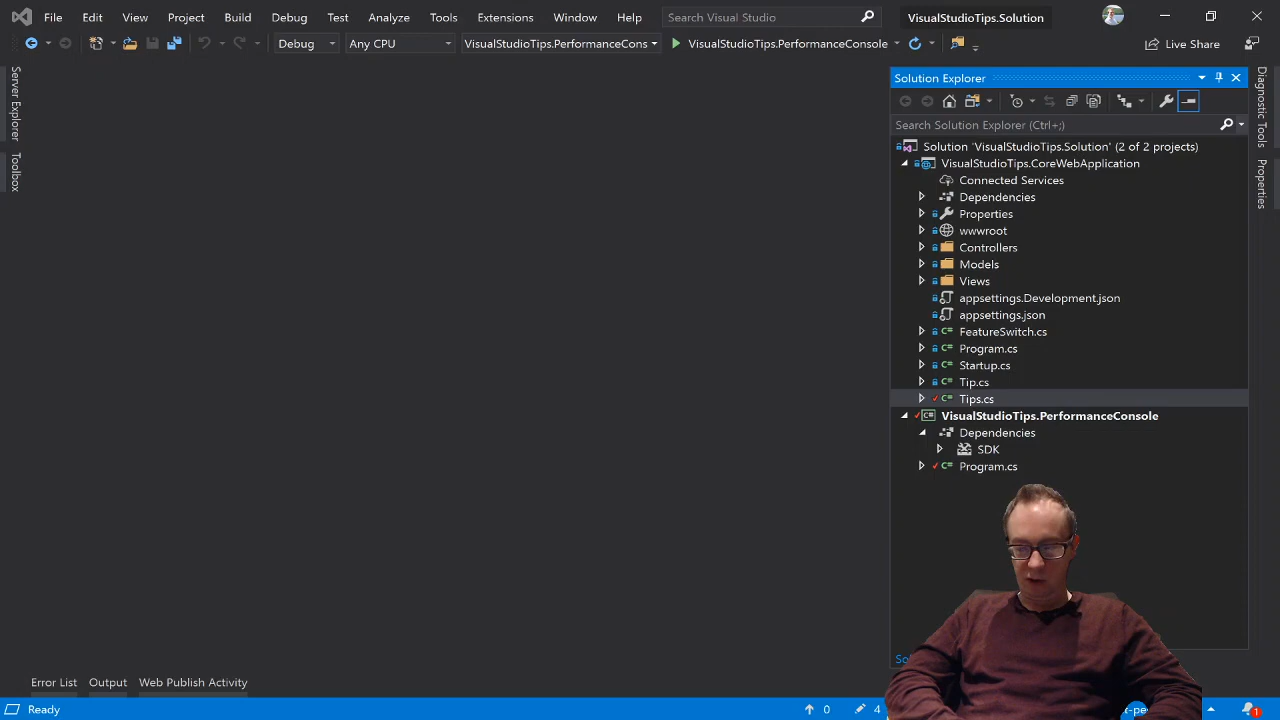 File Edit View Project Build Debug Test Analyze Tools Extensions Window Help Search Visual Studio VisualStudioTips.Solution
Debug Any CPU VisualStudioTips.PerformanceCons VisualStudioTips.PerformanceConsole Live Share
Server Explorer
Toolbox
Solution Explorer
Search Solution Explorer (Ctrl+;)
Solution 'VisualStudioTips.Solution' (2 of 2 projects)
VisualStudioTips.CoreWebApplication
Connected Services
Dependencies
Properties
wwwroot
Controllers
Models
Views
appsettings.Development.json
appsettings.json
C# FeatureSwitch.cs
C# Program.cs
C# Startup.cs
C# Tip.cs
C# Tips.cs
C# VisualStudioTips.PerformanceConsole
Dependencies
SDK
C# Program.cs
Diagnostic Tools
Properties
Error List Output Web Publish Activity
Ready 0 4 1